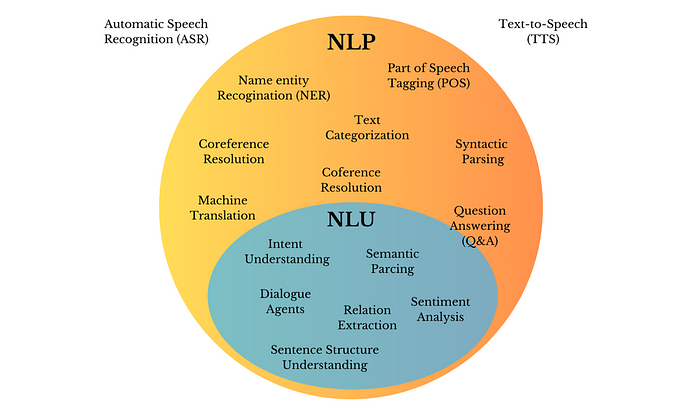 Automatic Speech
Recognition (ASR)
Text-to-Speech
(TTS)
NLP
Name entity
Recogination (NER)
Part of Speech
Tagging (POS)
Text
Categorization
Coreference
Resolution
Syntactic
Parsing
Coference
Resolution
Machine
Translation
Question
Answering
(Q&A)
NLU
Intent
Understanding
Semantic
Parcing
Dialogue
Agents
Relation
Extraction
Sentiment
Analysis
Sentence Structure
Understanding